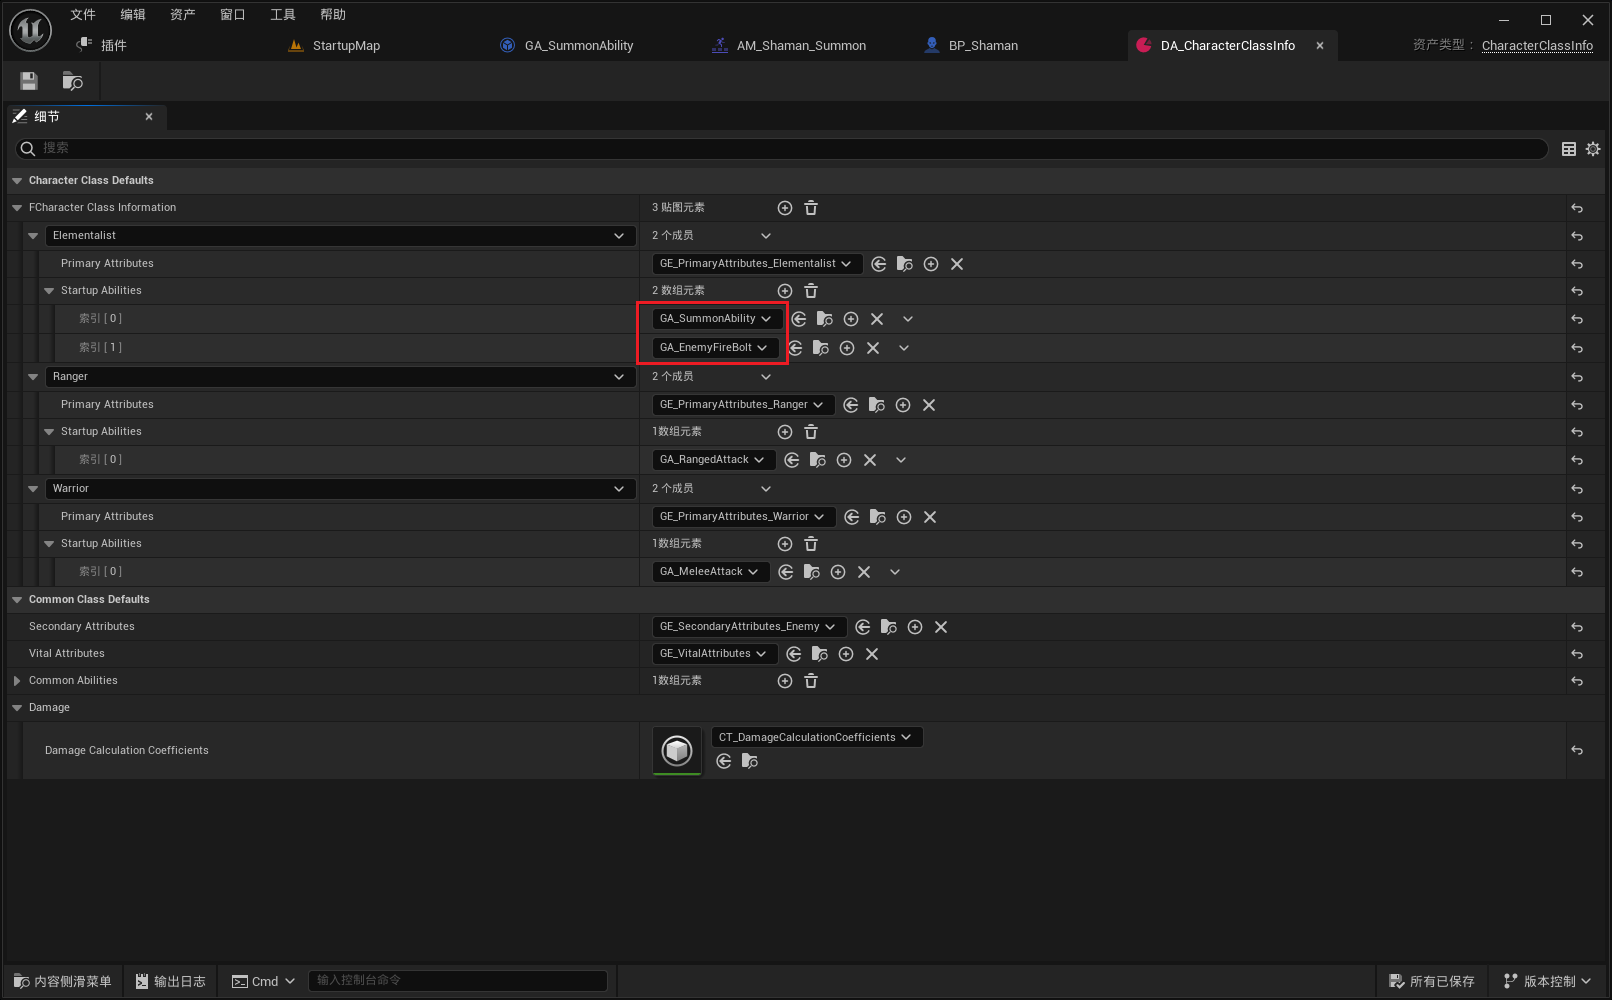 文件 编辑 资产 窗口 工具 帮助
插件 StartupMap GA_SummonAbility AM_Shaman_Summon BP_Shaman DA_CharacterClassInfo 资产类型： CharacterClassInfo
细节
搜索
Character Class Defaults
FCharacter Class Information 3 贴图元素
Elementalist 2 个成员
Primary Attributes GE_PrimaryAttributes_Elementalist
Startup Abilities 2 数组元素
索引 [ 0 ] GA_SummonAbility
索引 [ 1 ] GA_EnemyFireBolt
Ranger 2 个成员
Primary Attributes GE_PrimaryAttributes_Ranger
Startup Abilities 1数组元素
索引 [ 0 ] GA_RangedAttack
Warrior 2 个成员
Primary Attributes GE_PrimaryAttributes_Warrior
Startup Abilities 1数组元素
索引 [ 0 ] GA_MeleeAttack
Common Class Defaults
Secondary Attributes GE_SecondaryAttributes_Enemy
Vital Attributes GE_VitalAttributes
Common Abilities 1数组元素
Damage
Damage Calculation Coefficients CT_DamageCalculationCoefficients
内容侧滑菜单 输出日志 Cmd 输入控制台命令 所有已保存 版本控制